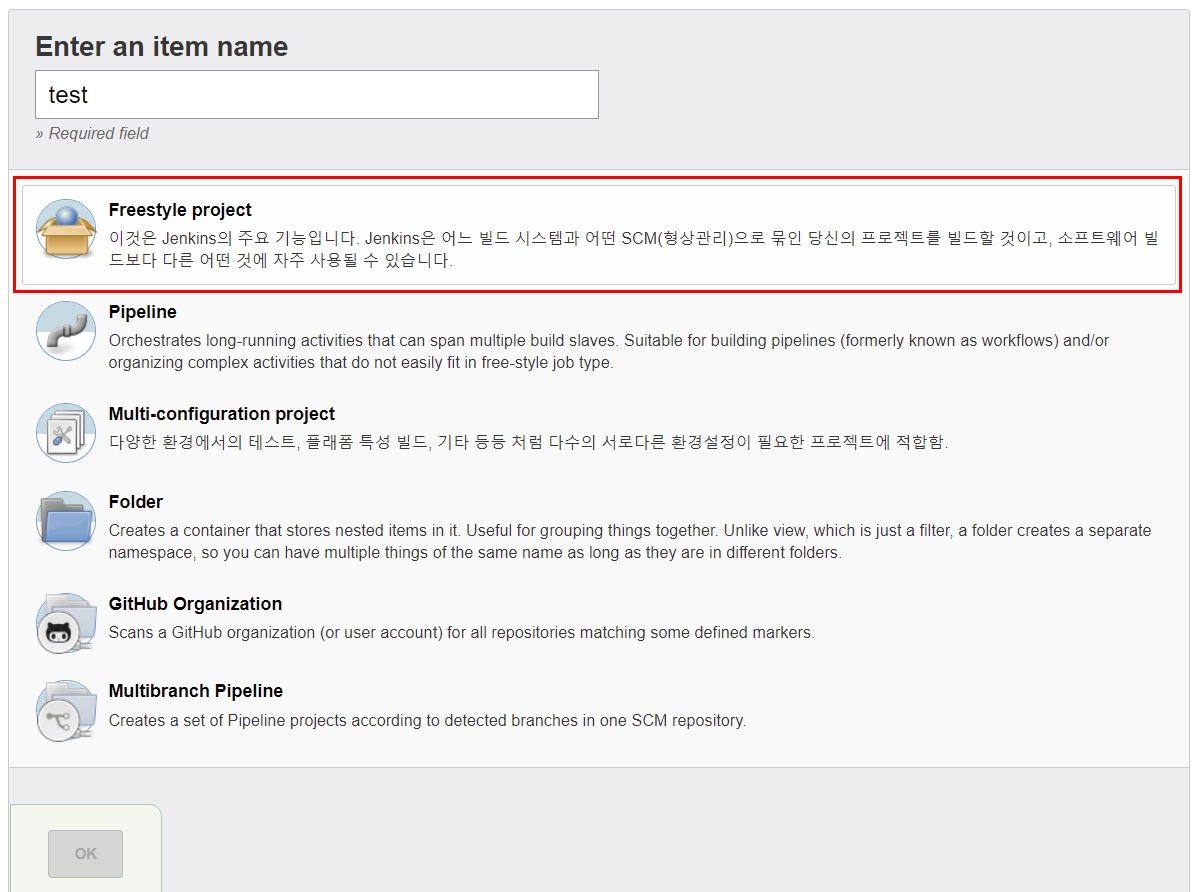 Enter an item name
test
» Required field
Freestyle project
이것은 Jenkins의 주요 기능입니다. Jenkins은 어느 빌드 시스템과 어떤 SCM(형상관리)으로 묶인 당신의 프로젝트를 빌드할 것이고, 소프트웨어 빌
드보다 다른 어떤 것에 자주 사용될 수 있습니다.
Pipeline
Orchestrates long-running activities that can span multiple build slaves. Suitable for building pipelines (formerly known as workflows) and/or
organizing complex activities that do not easily fit in free-style job type.
Multi-configuration project
다양한 환경에서의 테스트, 플래폼 특성 빌드, 기타 등등 처럼 다수의 서로다른 환경설정이 필요한 프로젝트에 적합함.
Folder
Creates a container that stores nested items in it. Useful for grouping things together. Unlike view, which is just a filter, a folder creates a separate
namespace, so you can have multiple things of the same name as long as they are in different folders.
GitHub Organization
Scans a GitHub organization (or user account) for all repositories matching some defined markers.
Multibranch Pipeline
Creates a set of Pipeline projects according to detected branches in one SCM repository.
OK